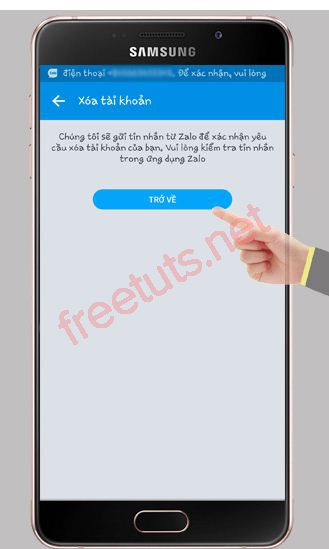 SAMSUNG
điện thoại , Để xác nhận, vui lòng
Xóa tài khoản
Chúng tôi sẽ gửi tin nhắn từ Zalo để xác nhận yêu
cầu xóa tài khoản của bạn, Vui lòng kiểm tra tin nhắn
trong ứng dụng Zalo
TRỞ VỀ
freetuts.net